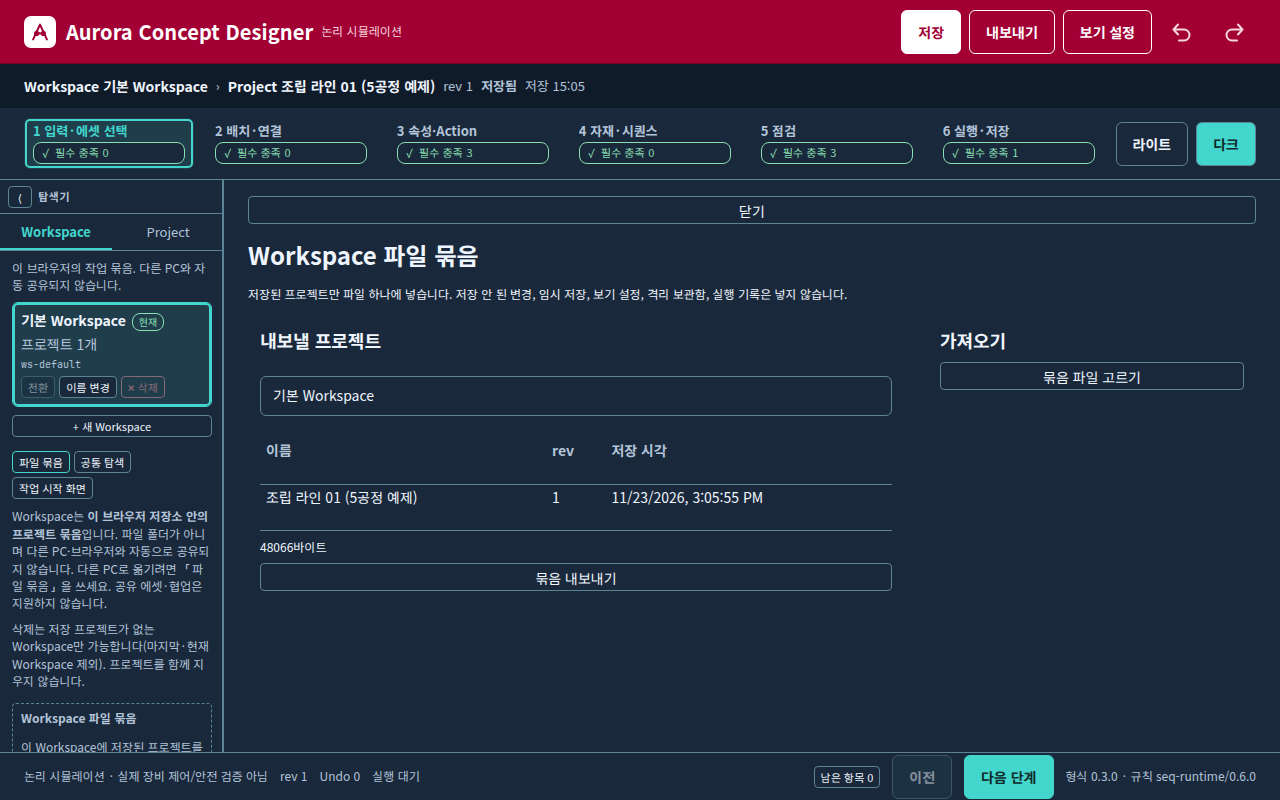 Aurora Concept Designer 논리 시뮬레이션
저장 내보내기 보기 설정
Workspace 기본 Workspace › Project 조립 라인 01 (5공정 예제) rev 1 저장됨 저장 15:05
1 입력·에셋 선택
✓ 필수 충족 0
2 배치·연결
✓ 필수 충족 0
3 속성·Action
✓ 필수 충족 3
4 자재·시퀀스
✓ 필수 충족 0
5 점검
✓ 필수 충족 3
6 실행·저장
✓ 필수 충족 1
라이트 다크
⟨ 탐색기
Workspace Project
이 브라우저의 작업 묶음. 다른 PC와 자
동 공유되지 않습니다.
기본 Workspace 현재
프로젝트 1개
ws-default
전환 이름 변경 × 삭제
+ 새 Workspace
파일 묶음 공통 탐색
작업 시작 화면
Workspace는 이 브라우저 저장소 안의
프로젝트 묶음입니다. 파일 폴더가 아니
며 다른 PC·브라우저와 자동으로 공유되
지 않습니다. 다른 PC로 옮기려면 「파
일 묶음」을 쓰세요. 공유 에셋·협업은
지원하지 않습니다.
삭제는 저장 프로젝트가 없는
Workspace만 가능합니다(마지막·현재
Workspace 제외). 프로젝트를 함께 지
우지 않습니다.
Workspace 파일 묶음
이 Workspace에 저장된 프로젝트를
닫기
Workspace 파일 묶음
저장된 프로젝트만 파일 하나에 넣습니다. 저장 안 된 변경, 임시 저장, 보기 설정, 격리 보관함, 실행 기록은 넣지 않습니다.
내보낼 프로젝트
기본 Workspace
이름 rev 저장 시각
조립 라인 01 (5공정 예제) 1 11/23/2026, 3:05:55 PM
48066바이트
묶음 내보내기
가져오기
묶음 파일 고르기
논리 시뮬레이션 · 실제 장비 제어/안전 검증 아님 rev 1 Undo 0 실행 대기
남은 항목 0 이전 다음 단계 형식 0.3.0 · 규칙 seq-runtime/0.6.0